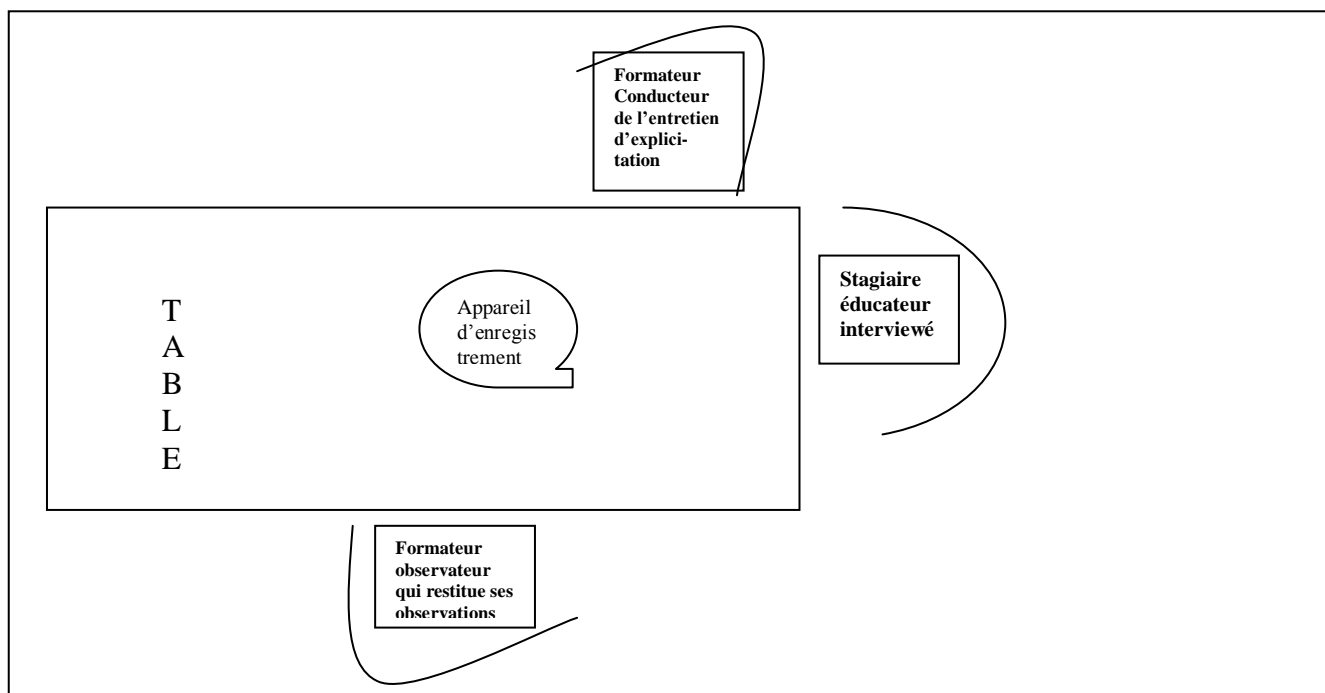 Formateur
Conducteur
de l’entretien
d’explici-
tation
Stagiaire
éducateur
interviewé
Appareil
d’enregis
trement
T
A
B
L
E
Formateur
observateur
qui restitue ses
observations